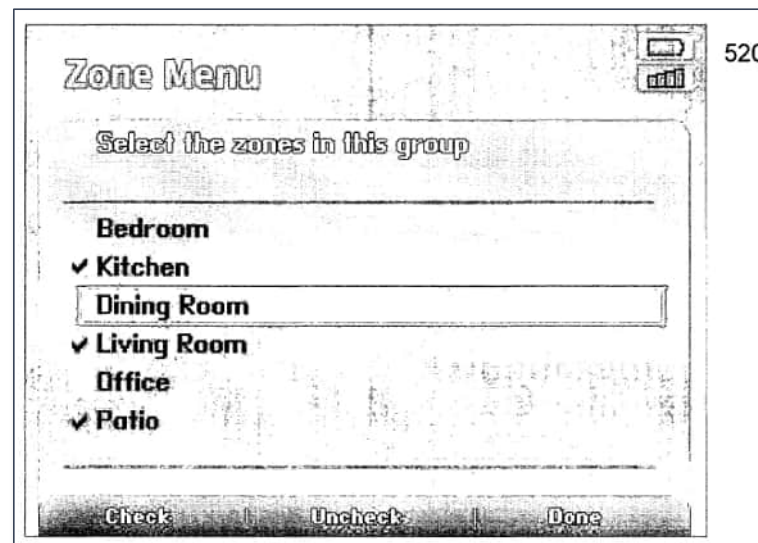 520
Zone Menu
Select the zones in this group
Bedroom
✓ Kitchen
Dining Room
✓ Living Room
Office
✓ Patio
Check Uncheck Done